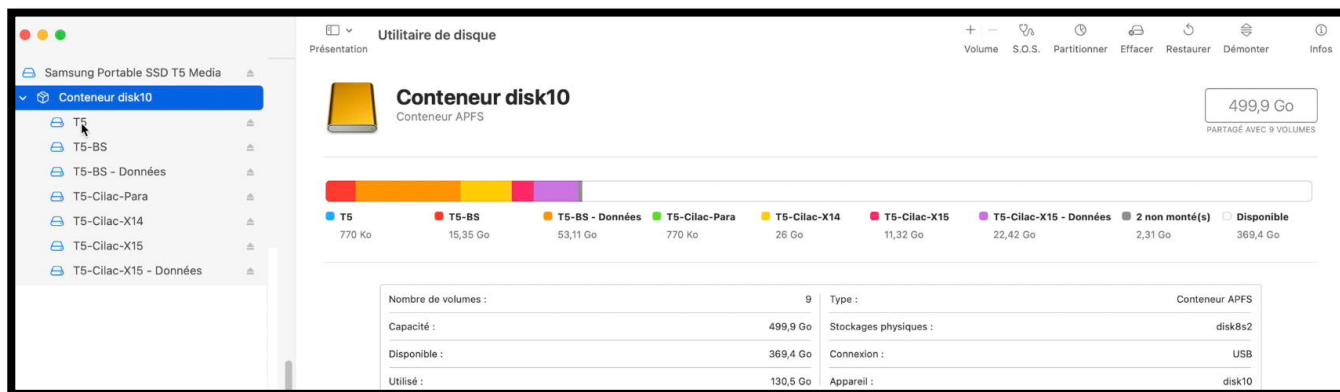 Samsung Portable SSD T5 Media
Conteneur disk10
T5
T5-BS
T5-BS - Données
T5-Cilac-Para
T5-Cilac-X14
T5-Cilac-X15
T5-Cilac-X15 - Données
Présentation
Utilitaire de disque
Volume S.O.S. Partitionner Effacer Restaurer Démonter Infos
Conteneur disk10
Conteneur APFS
499,9 Go
PARTAGÉ AVEC 9 VOLUMES
T5 T5-BS T5-BS - Données T5-Cilac-Para T5-Cilac-X14 T5-Cilac-X15 T5-Cilac-X15 - Données 2 non monté(s) Disponible
770 Ko 15,35 Go 53,11 Go 770 Ko 26 Go 11,32 Go 22,42 Go 2,31 Go 369,4 Go
Nombre de volumes : 9 Type : Conteneur APFS
Capacité : 499,9 Go Stockages physiques : disk8s2
Disponible : 369,4 Go Connexion : USB
Utilisé : 130,5 Go Appareil : disk10